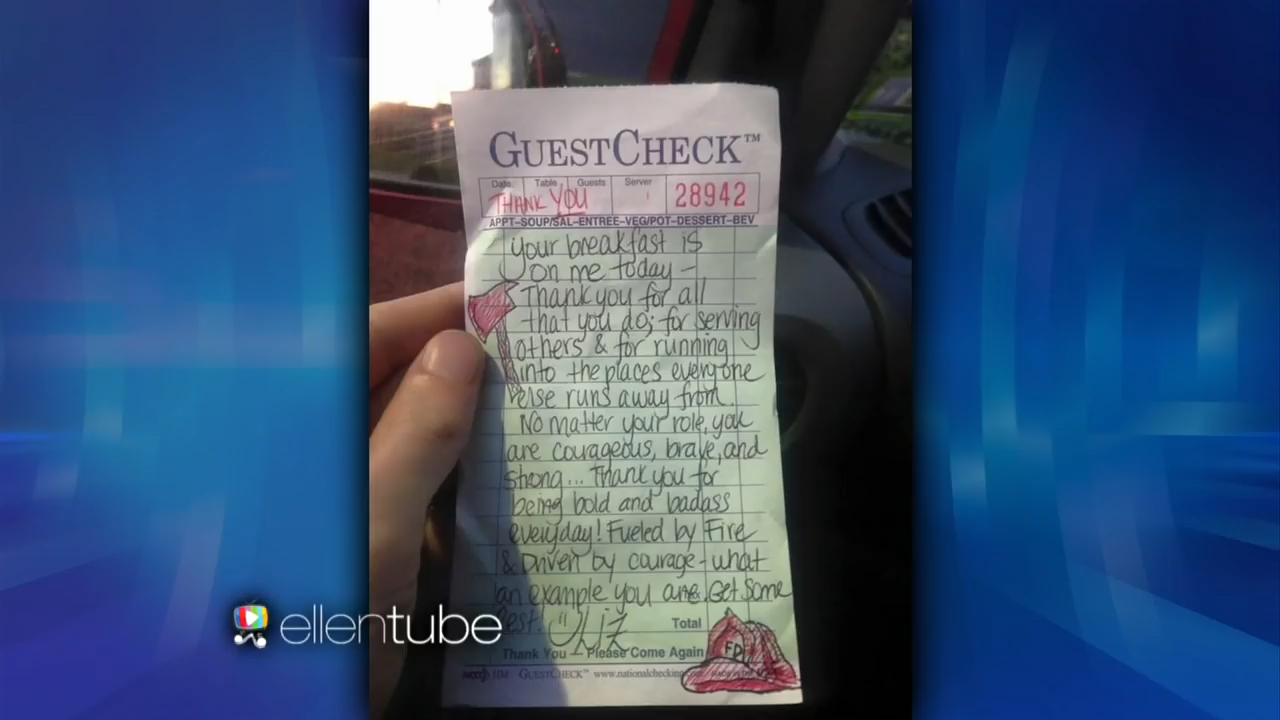 GUESTCHECK™
Date Table Guests Server
THANK YOU 28942
APPT-SOUP/SAL-ENTREE-VEG/POT-DESSERT-BEV
your breakfast is
on me today -
Thank you for all
that you do; for serving
others & for running
into the places everyone
else runs away from.
No matter your role, you
are courageous, brave, and
strong... Thank you for
being bold and badass
everyday! Fueled by Fire
& Driven by courage - what
an example you are. Get some
Rest. Liz
Total
FD
Thank You - Please Come Again
GUESTCHECK™ www.nationalchecking.com
ellentube